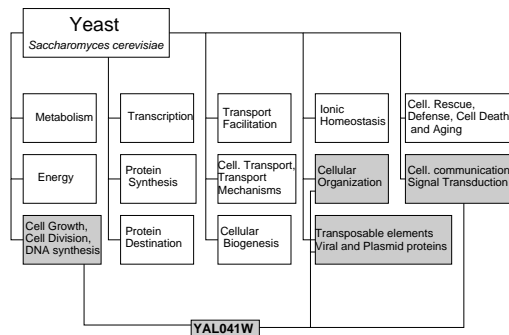 Yeast
Saccharomyces cerevisiae
Metabolism
Transcription
Transport
Facilitation
Ionic
Homeostasis
Cell. Rescue,
Defense, Cell Death
and Aging
Energy
Protein
Synthesis
Cell. Transport,
Transport
Mechanisms
Cellular
Organization
Cell. communication
Signal Transduction
Cell Growth,
Cell Division,
DNA synthesis
Protein
Destination
Cellular
Biogenesis
Transposable elements
Viral and Plasmid proteins
YAL041W